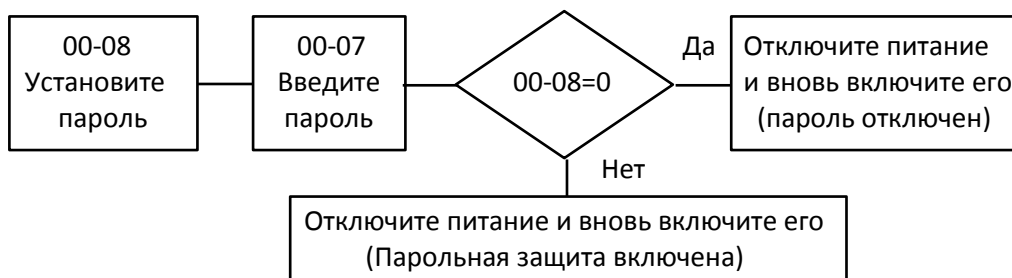 00-08
Установите
пароль
00-07
Введите
пароль
00-08=0
Да
Отключите питание
и вновь включите его
(пароль отключен)
Нет
Отключите питание и вновь включите его
(Парольная защита включена)